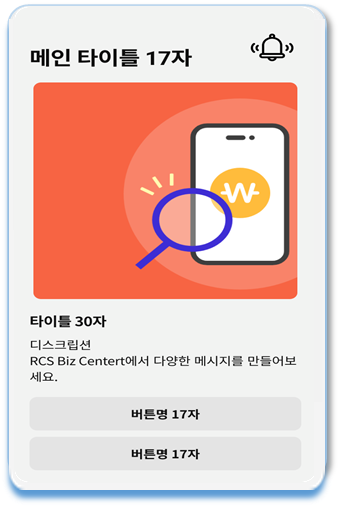 메인 타이틀 17자
₩
타이틀 30자
디스크립션
RCS Biz Centert에서 다양한 메시지를 만들어보
세요.
버튼명 17자
버튼명 17자